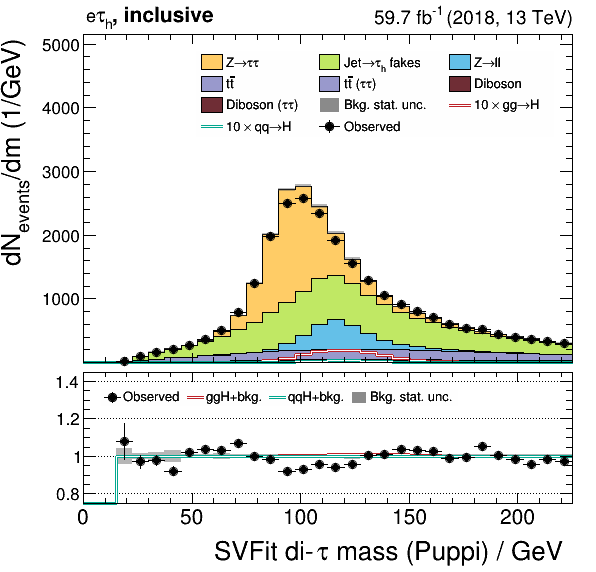 eτh, inclusive 59.7 fb⁻¹ (2018, 13 TeV)
dNevents/dm (1/GeV)
5000
4000
3000
2000
1000
Z→ττ Jet→τh fakes Z→ll
tt̄ tt̄ (ττ) Diboson
Diboson (ττ) Bkg. stat. unc. 10 × gg→H
10 × qq→H Observed
1.4
1.2
1
0.8
Observed ggH+bkg. qqH+bkg. Bkg. stat. unc.
0 50 100 150 200
SVFit di-τ mass (Puppi) / GeV